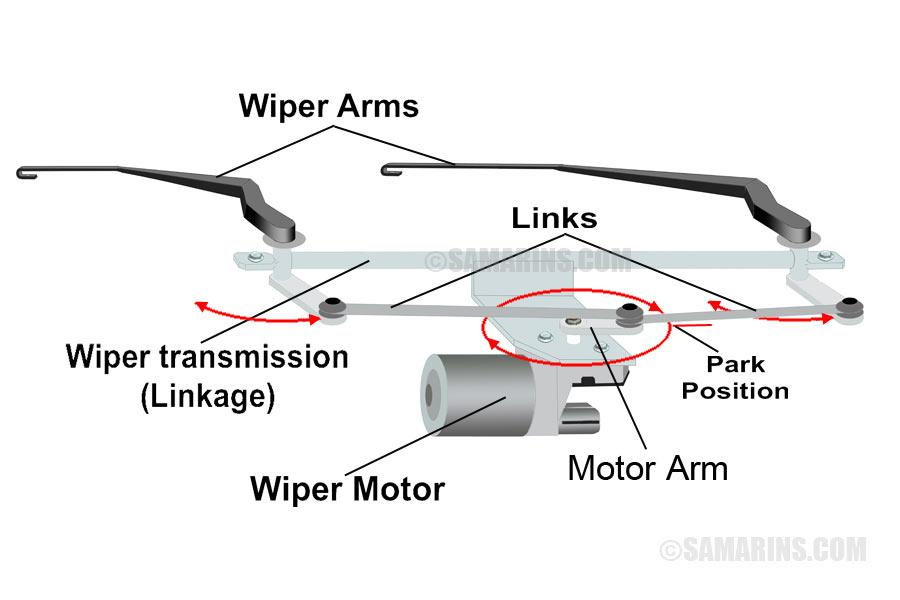 Wiper Arms
Links
©SAMARINS.COM
Wiper transmission
(Linkage)
Park
Position
Motor Arm
Wiper Motor
©SAMARINS.COM